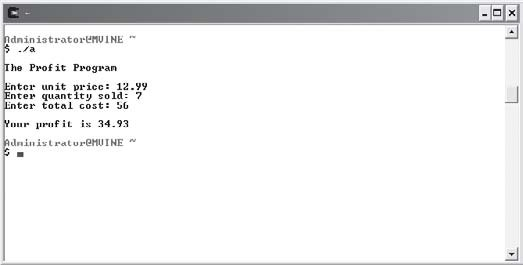 Administrator@MVINE ~
$ ./a
The Profit Program
Enter unit price: 12.99
Enter quantity sold: 7
Enter total cost: 56
Your profit is 34.93
Administrator@MVINE ~
$